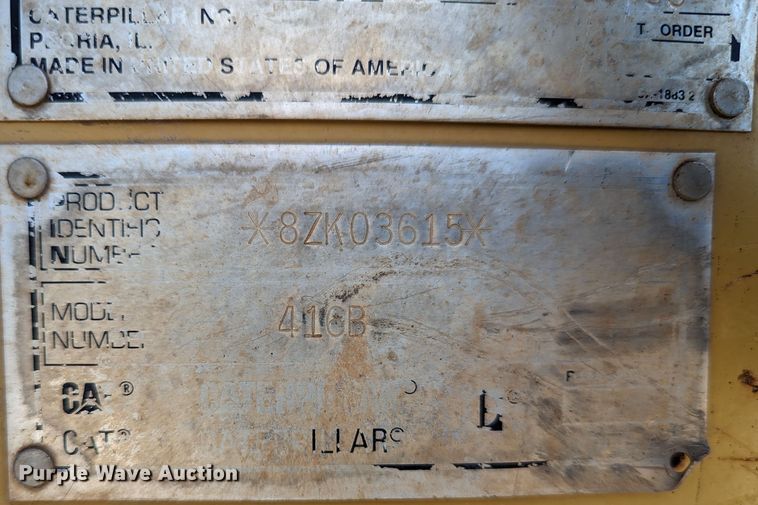 CATERPILLAR INC.
PEORIA, IL.
MADE IN UNITED STATES OF AMERICA
T ORDER
PRODUCT
IDENTIFIC
NUMBER
*8ZK03615*
MODEL
NUMBER
416B
CAT®
F
CATERPILLAR®
Purple Wave Auction